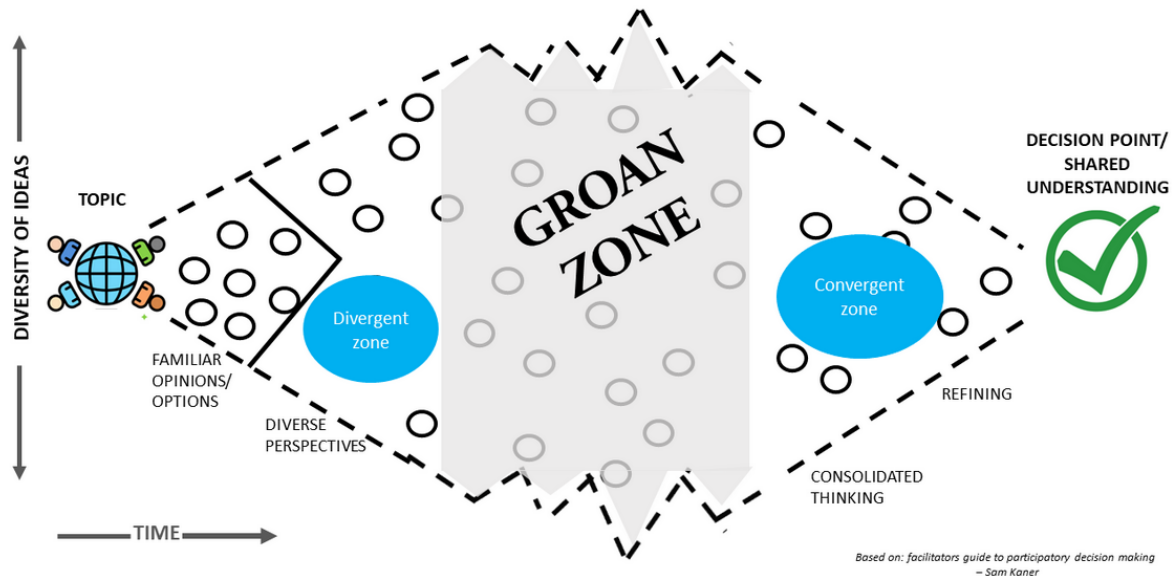 DIVERSITY OF IDEAS
TOPIC
FAMILIAR
OPINIONS/
OPTIONS
DIVERSE
PERSPECTIVES
Divergent
zone
GROAN
ZONE
Convergent
zone
CONSOLIDATED
THINKING
REFINING
DECISION POINT/
SHARED
UNDERSTANDING
TIME
Based on: facilitators guide to participatory decision making
– Sam Kaner